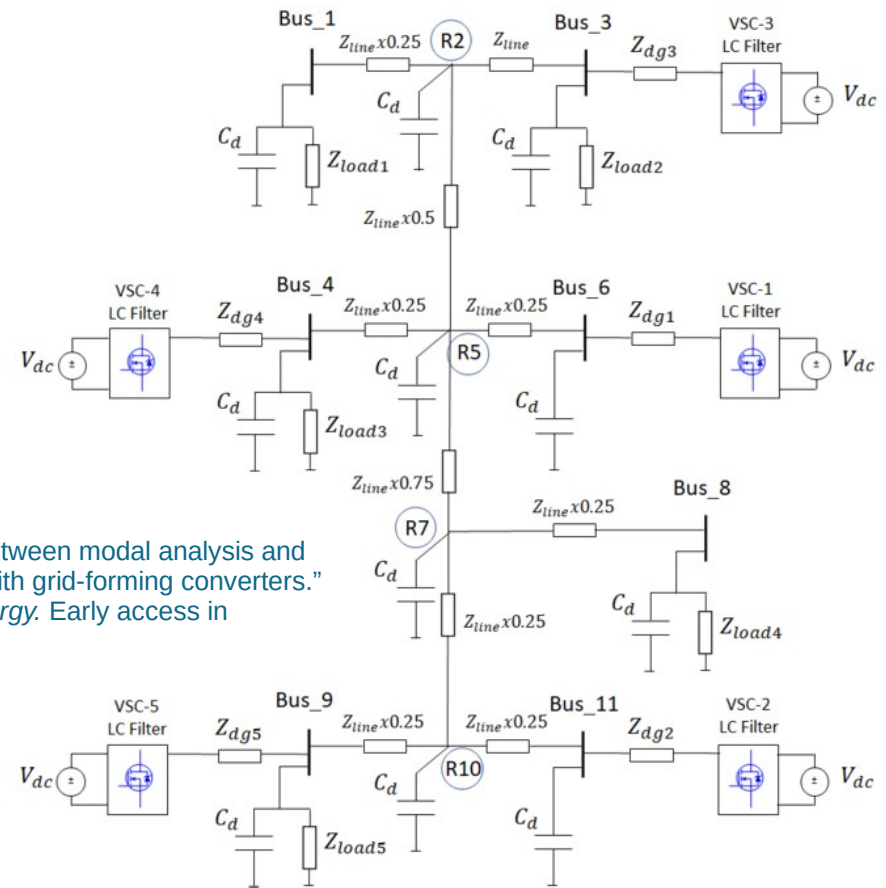 Bus_1
Z_line x0.25
R2
Z_line
Bus_3
Z_dg3
VSC-3
LC Filter
V_dc
C_d
Z_load1
C_d
C_d
Z_load2
Z_line x0.5
VSC-4
LC Filter
Z_dg4
Bus_4
Z_line x0.25
Z_line x0.25
Bus_6
Z_dg1
VSC-1
LC Filter
V_dc
R5
V_dc
C_d
Z_load3
C_d
C_d
Z_line x0.75
Bus_8
R7
Z_line x0.25
etween modal analysis and
ith grid-forming converters.”
rgy. Early access in
C_d
Z_line x0.25
C_d
Z_load4
VSC-5
LC Filter
Z_dg5
Bus_9
Z_line x0.25
Z_line x0.25
Bus_11
Z_dg2
VSC-2
LC Filter
V_dc
R10
V_dc
C_d
Z_load5
C_d
C_d